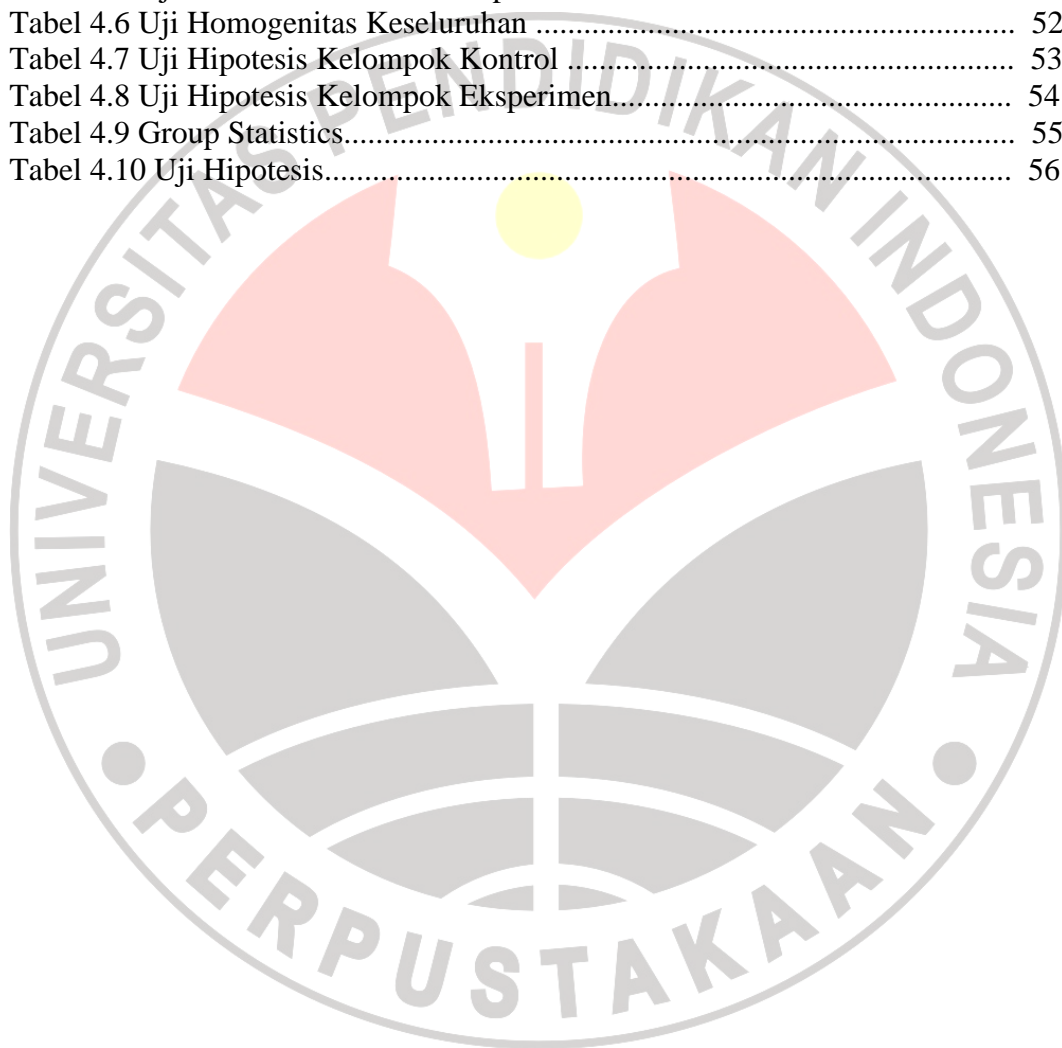 Tabel 4.6 Uji Homogenitas Keseluruhan ............................................................. 52
Tabel 4.7 Uji Hipotesis Kelompok Kontrol ......................................................... 53
Tabel 4.8 Uji Hipotesis Kelompok Eksperimen................................................... 54
Tabel 4.9 Group Statistics..................................................................................... 55
Tabel 4.10 Uji Hipotesis....................................................................................... 56
UNIVERSITAS PENDIDIKAN INDONESIA
PERPUSTAKAAN